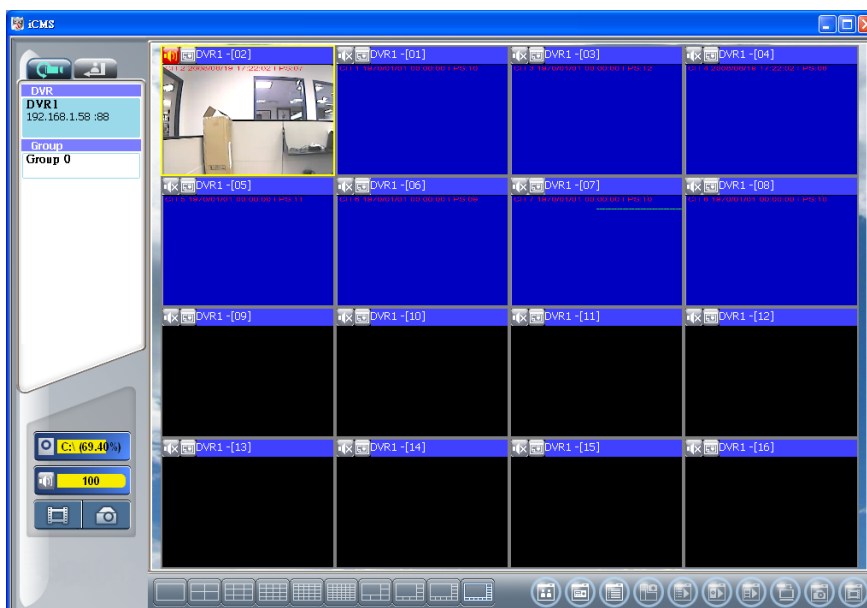 iCMS
DVR
DVR1
192.168.1.58 :88
Group
Group 0
C:\ (69.40%)
100
DVR1 -[02]
DVR1 -[01]
DVR1 -[03]
DVR1 -[04]
DVR1 -[05]
DVR1 -[06]
DVR1 -[07]
DVR1 -[08]
DVR1 -[09]
DVR1 -[10]
DVR1 -[11]
DVR1 -[12]
DVR1 -[13]
DVR1 -[14]
DVR1 -[15]
DVR1 -[16]